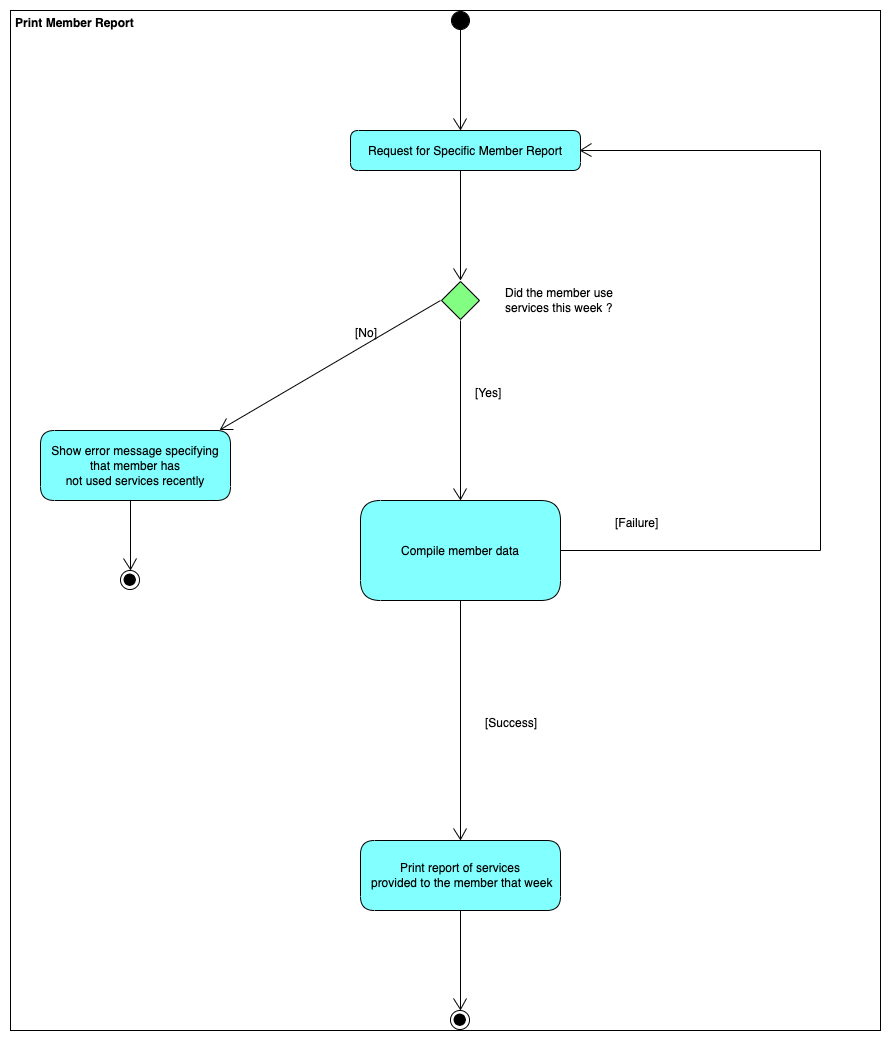 Print Member Report
Request for Specific Member Report
Did the member use
services this week ?
[No]
[Yes]
Show error message specifying
that member has
not used services recently
[Failure]
Compile member data
[Success]
Print report of services
provided to the member that week